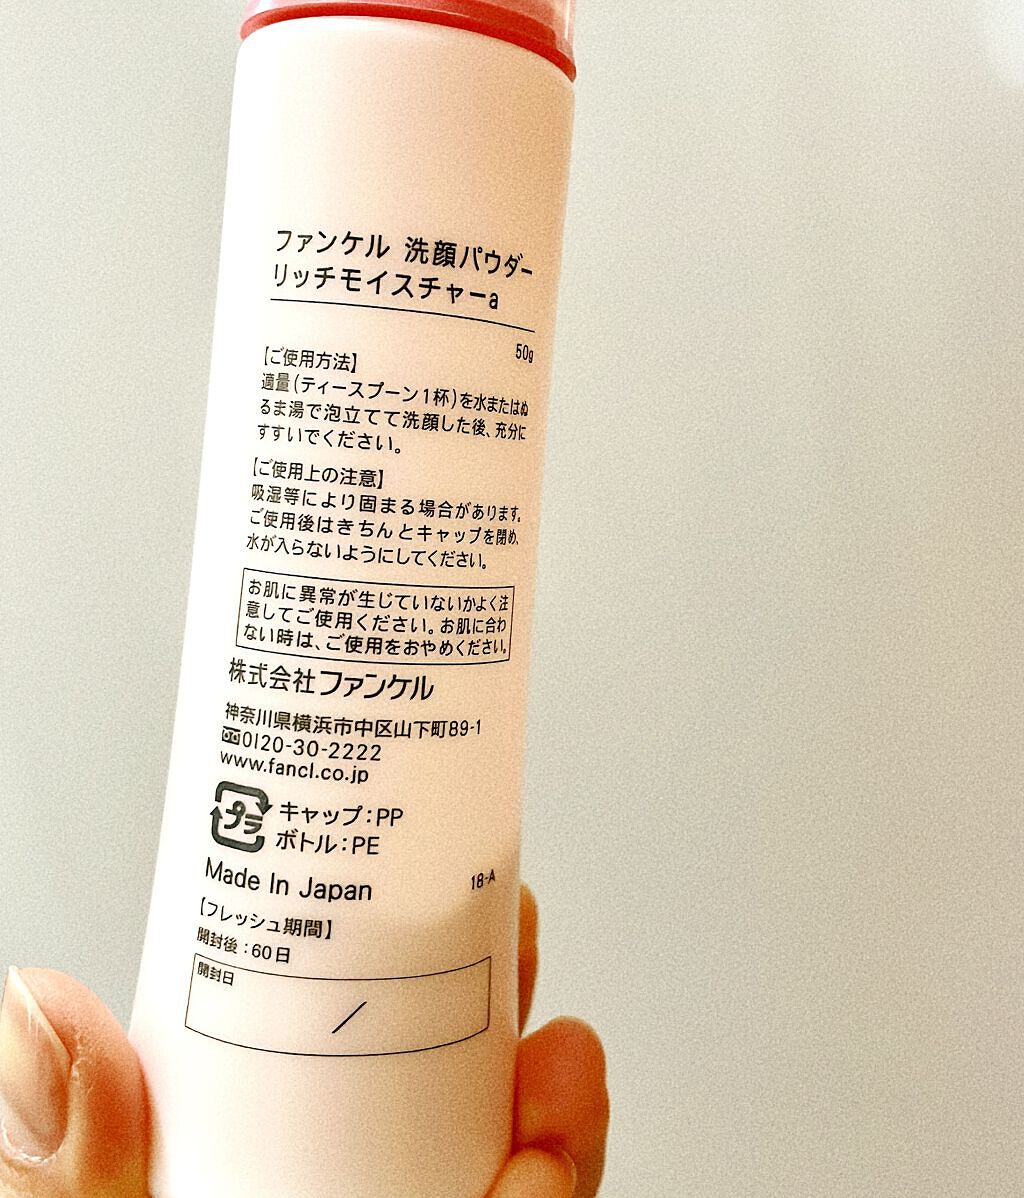 ファンケル 洗顔パウダー
リッチモイスチャーa
50g
【ご使用方法】
適量(ティースプーン1杯)を水またはぬ
るま湯で泡立てて洗顔した後、充分に
すすいでください。
【ご使用上の注意】
吸湿等により固まる場合があります。
ご使用後はきちんとキャップを閉め、
水が入らないようにしてください。
お肌に異常が生じていないかよく注
意してご使用ください。お肌に合わ
ない時は、ご使用をおやめください。
株式会社ファンケル
神奈川県横浜市中区山下町89-1
0120-30-2222
www.fancl.co.jp
プラ
キャップ:PP
ボトル:PE
Made In Japan
18-A
【フレッシュ期間】
開封後:60日
開封日
/